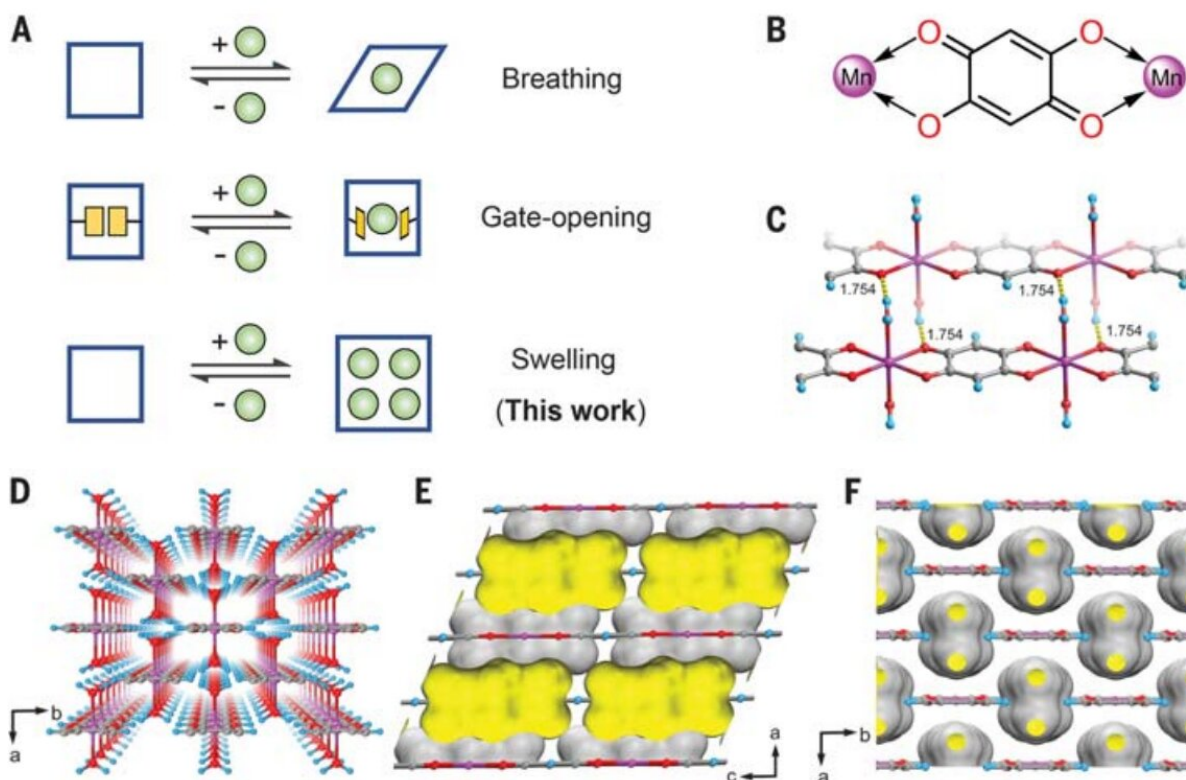 A
+
-
Breathing
+
-
Gate-opening
+
-
Swelling
(This work)
B
O
O
Mn
Mn
O
O
C
1.754
1.754
1.754
1.754
D
b
a
E
a
c
F
b
a